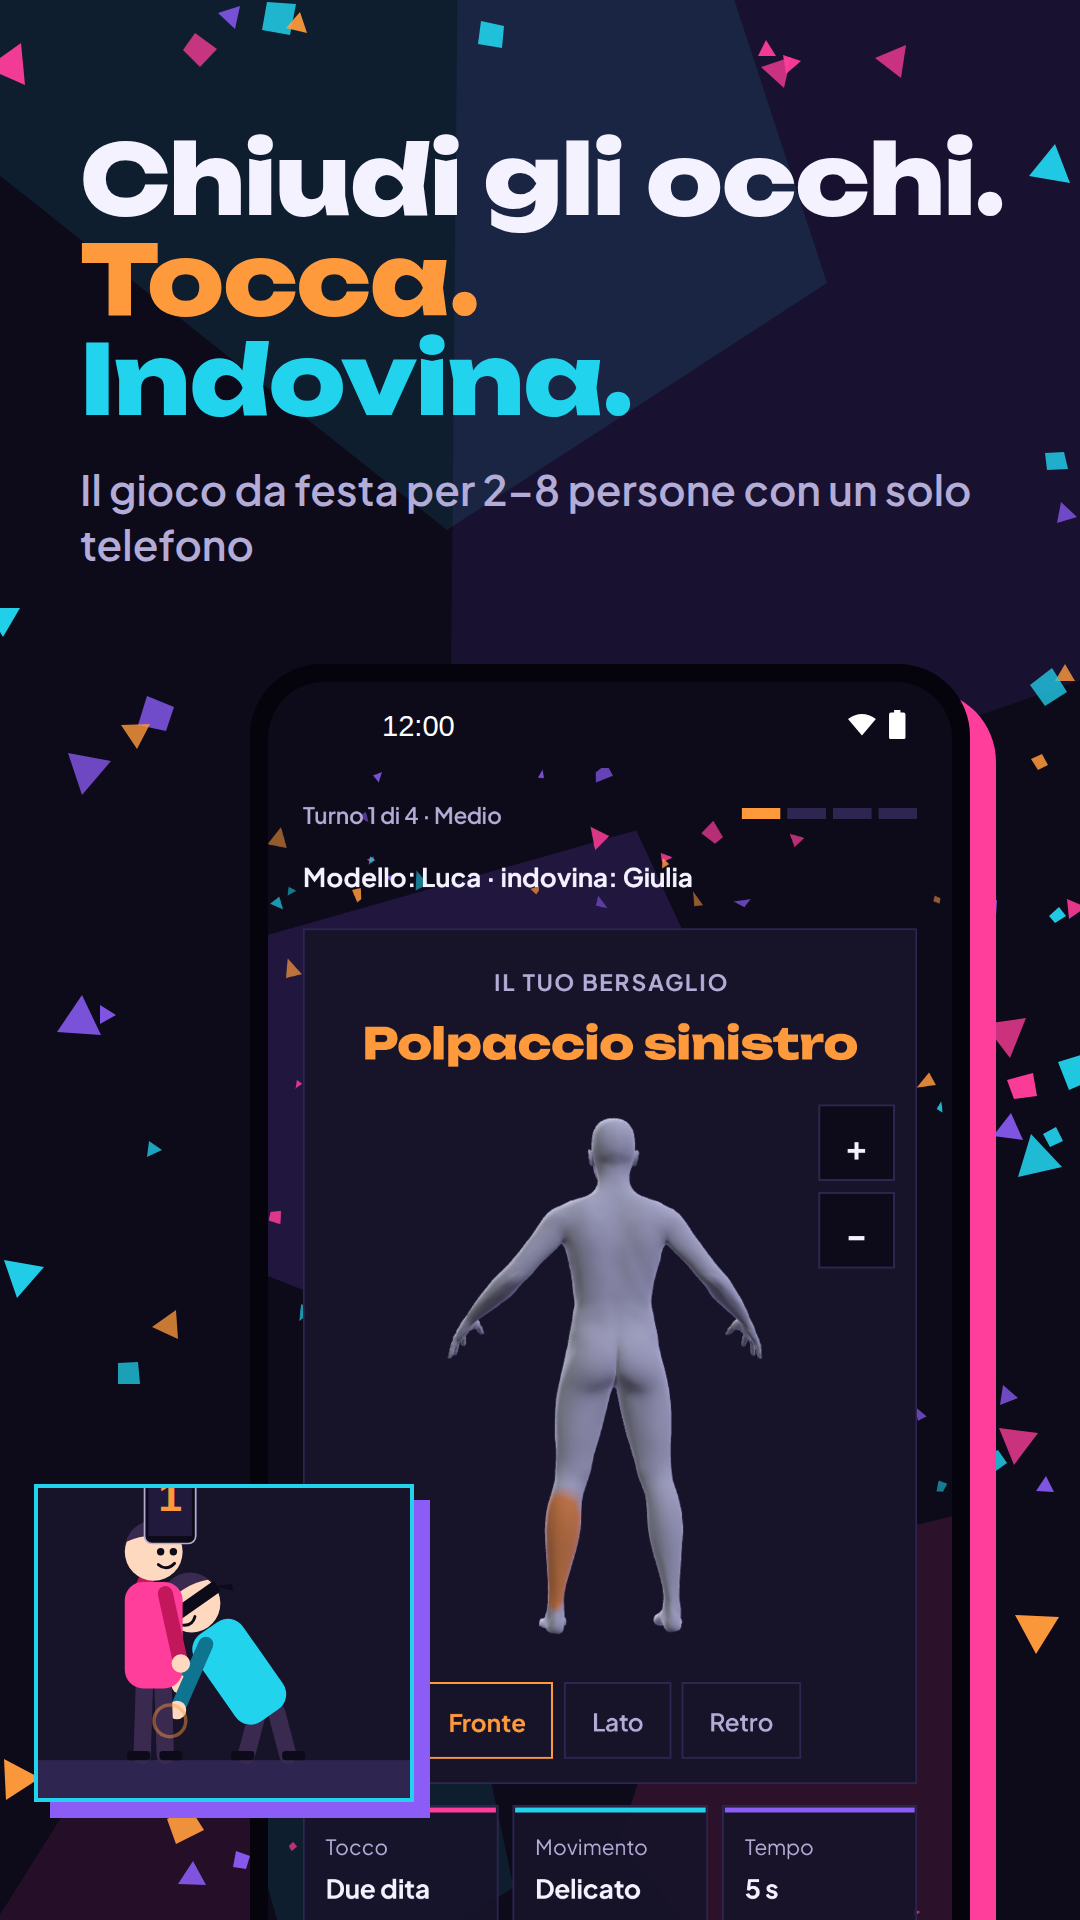 Chiudi gli occhi.
Tocca.
Indovina.
Il gioco da festa per 2–8 persone con un solo
telefono
12:00
Turno 1 di 4 · Medio
Modello: Luca · indovina: Giulia
IL TUO BERSAGLIO
Polpaccio sinistro
+
−
1
Fronte Lato Retro
Tocco Movimento Tempo
Due dita Delicato 5 s